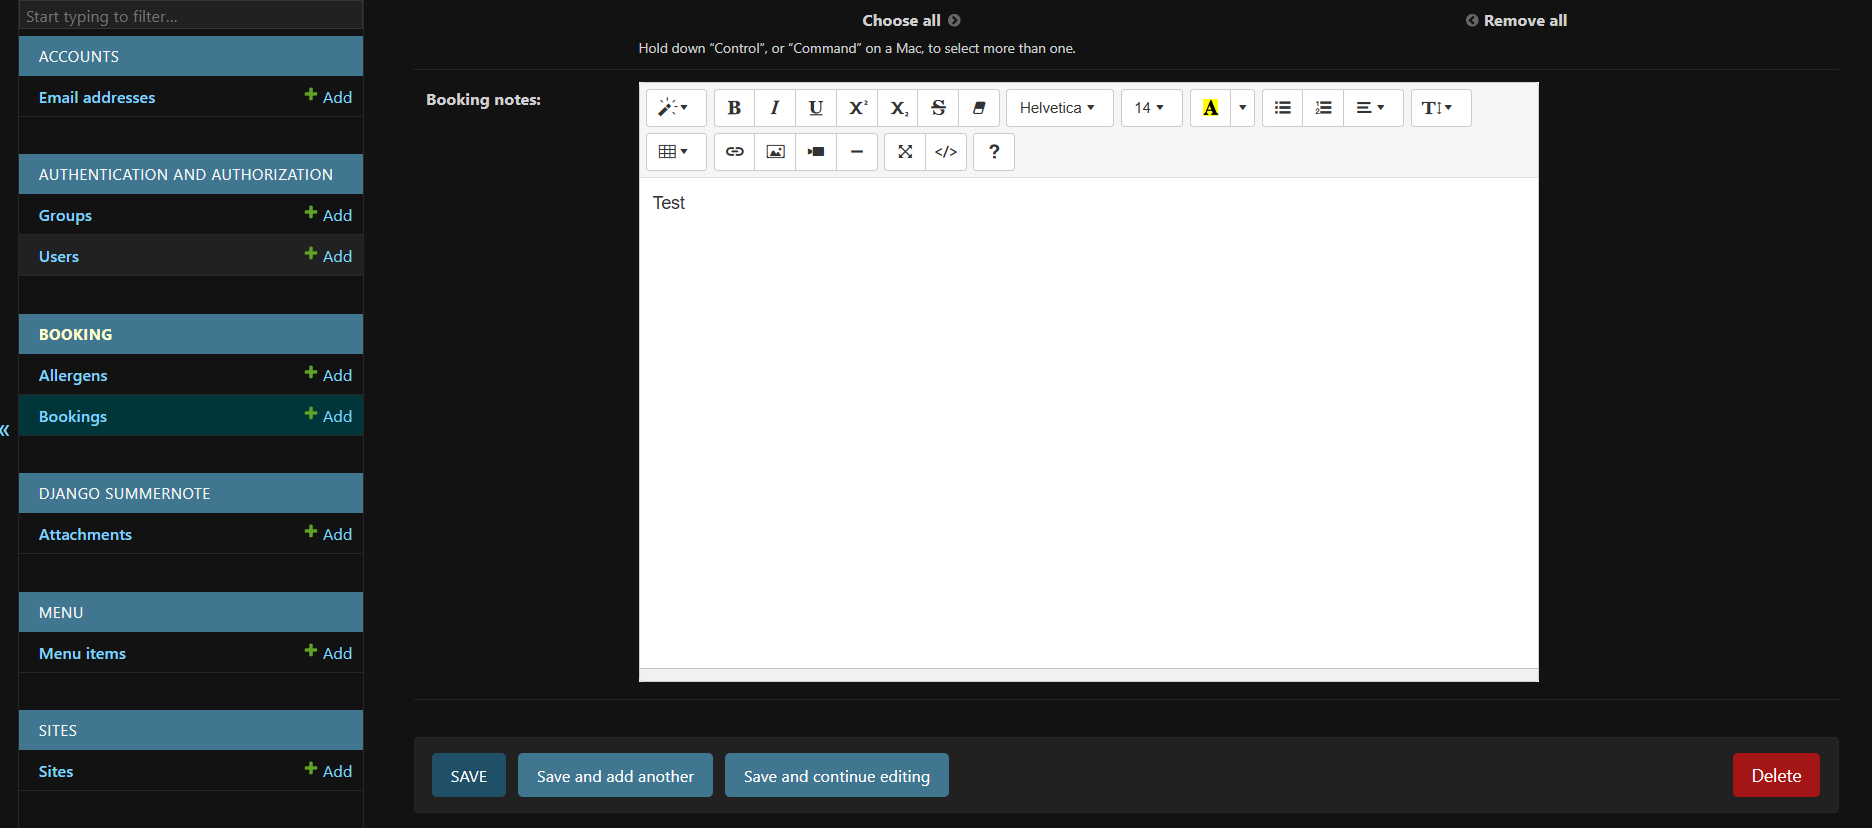 Start typing to filter...
ACCOUNTS
Email addresses
Add
AUTHENTICATION AND AUTHORIZATION
Groups
Add
Users
Add
BOOKING
Allergens
Add
Bookings
Add
DJANGO SUMMERNOTE
Attachments
Add
MENU
Menu items
Add
SITES
Sites
Add
Choose all
Remove all
Hold down “Control”, or “Command” on a Mac, to select more than one.
Booking notes:
B I U X² X₂ S Helvetica 14 A T
</> ?
Test
SAVE
Save and add another
Save and continue editing
Delete